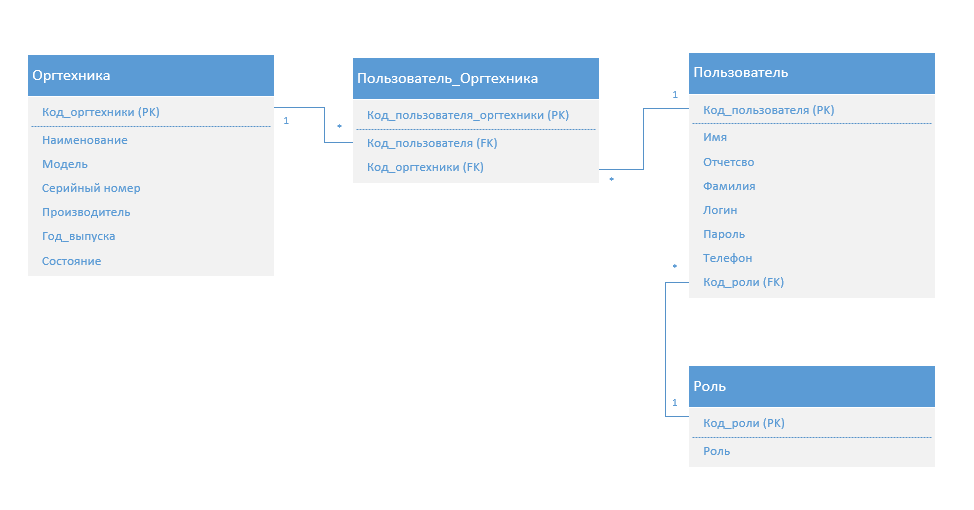 Оргтехника
Код_оргтехники (PK)
Наименование
Модель
Серийный номер
Производитель
Год_выпуска
Состояние
1
*
Пользователь_Оргтехника
Код_пользователя_оргтехники (PK)
Код_пользователя (FK)
Код_оргтехники (FK)
*
1
Пользователь
Код_пользователя (PK)
Имя
Отчетсво
Фамилия
Логин
Пароль
Телефон
Код_роли (FK)
*
1
Роль
Код_роли (PK)
Роль